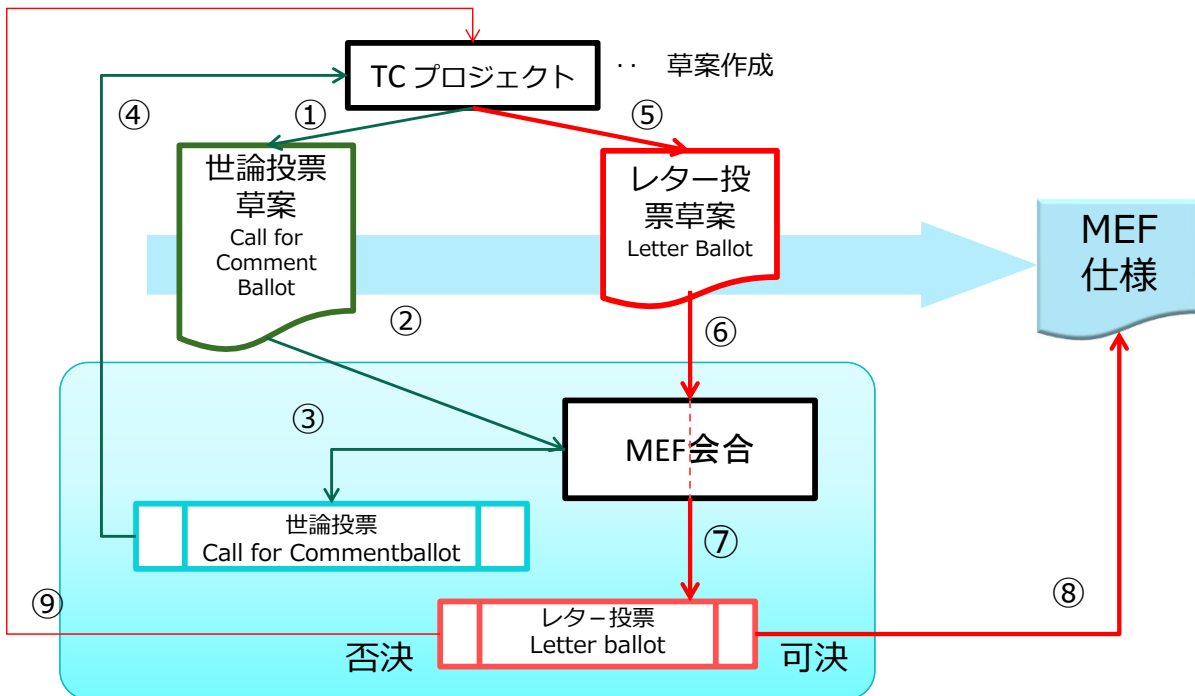 TC プロジェクト
‥ 草案作成
④
①
⑤
世論投票
草案
Call for
Comment
Ballot
レター投
票草案
Letter Ballot
MEF
仕様
②
⑥
③
MEF会合
世論投票
Call for Commentballot
⑦
⑨
⑧
レター投票
Letter ballot
否決
可決